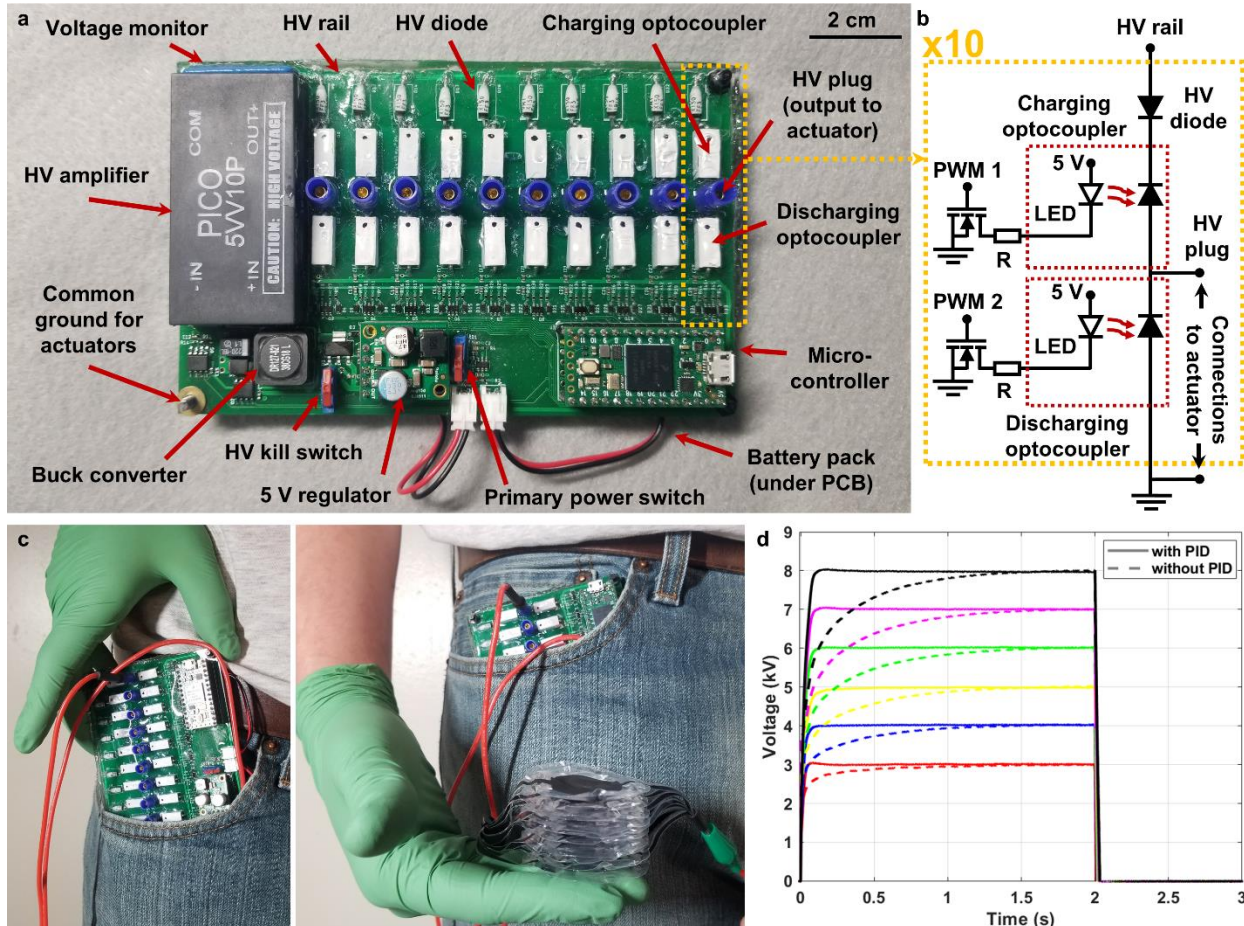 a
Voltage monitor
HV rail
HV diode
Charging optocoupler
2 cm
HV plug
(output to
actuator)
HV amplifier
COM
OUT+
PICO
5VV10P
CAUTION: HIGH VOLTAGE
-IN
+IN
Discharging
optocoupler
Common
ground for
actuators
Micro-
controller
Buck converter
HV kill switch
5 V regulator
Primary power switch
Battery pack
(under PCB)
b
x10
HV rail
Charging
optocoupler
HV
diode
5 V
PWM 1
LED
R
HV
plug
PWM 2
5 V
LED
R
Discharging
optocoupler
Connections
to actuator
c
d
9
8
7
6
5
4
3
2
1
0
Voltage (kV)
with PID
without PID
0
0.5
1
1.5
2
2.5
3
Time (s)